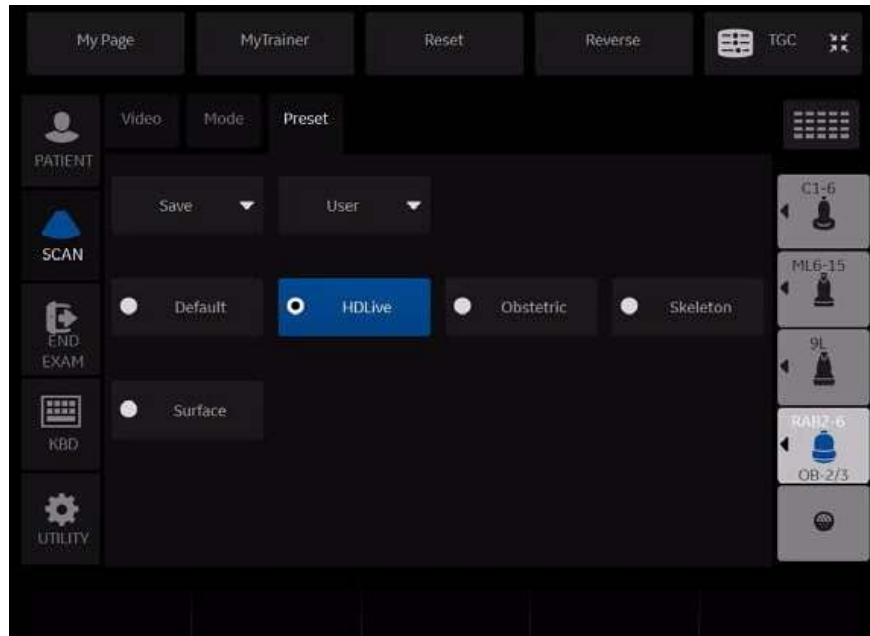 My Page
MyTrainer
Reset
Reverse
TGC
PATIENT
Video
Mode
Preset
Save
User
SCAN
Default
HDLive
Obstetric
Skeleton
END
EXAM
Surface
KBD
UTILITY
C1-6
ML6-15
9L
RAB2-6
OB-2/3